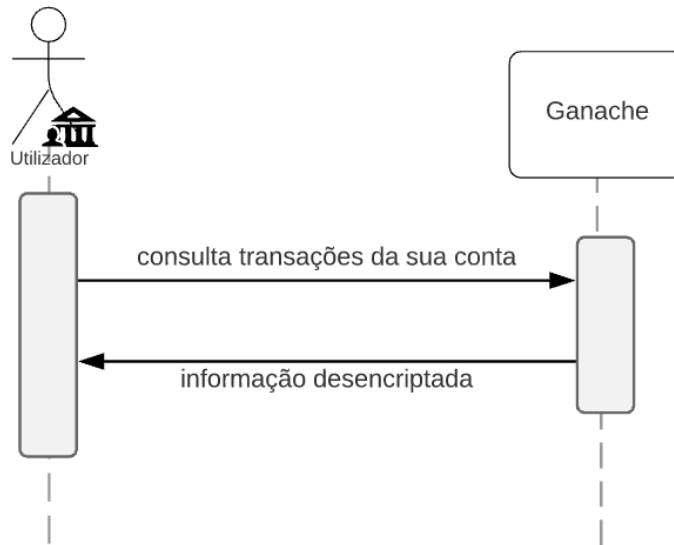 Utilizador
Ganache
consulta transações da sua conta
informação desencriptada